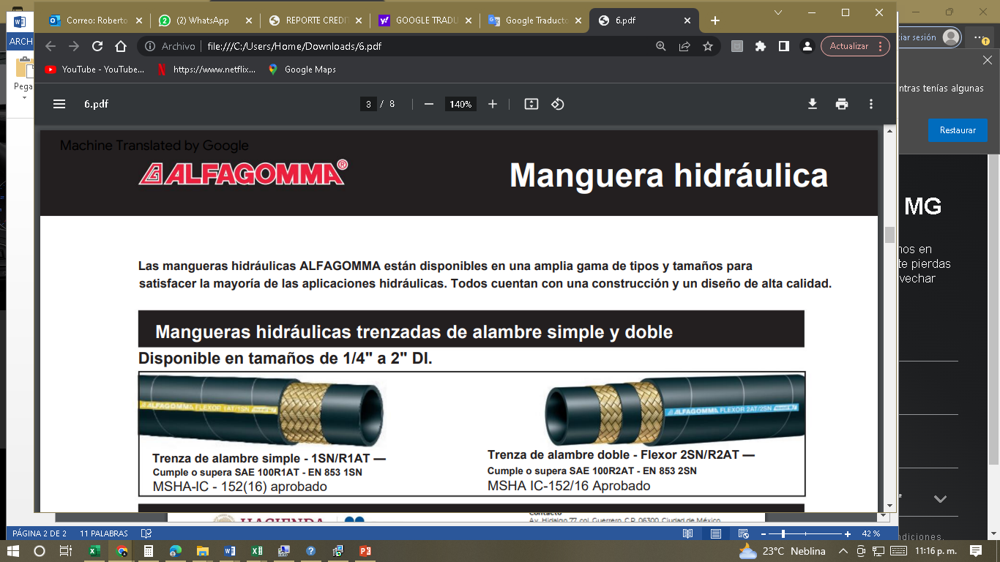 Correo: Roberto
(2) WhatsApp
REPORTE CREDIT
GOOGLE TRADU
Google Traducto
6.pdf
Archivo
file:///C:/Users/Home/Downloads/6.pdf
Actualizar
YouTube - YouTube...
https://www.netflix...
Google Maps
6.pdf
3 / 8
140%
ARCH
Pega
ciar sesión
ntras tenías algunas
Restaurar
Machine Translated by Google
ALFAGOMMA®
Manguera hidráulica
Las mangueras hidráulicas ALFAGOMMA están disponibles en una amplia gama de tipos y tamaños para
satisfacer la mayoría de las aplicaciones hidráulicas. Todos cuentan con una construcción y un diseño de alta calidad.
Mangueras hidráulicas trenzadas de alambre simple y doble
Disponible en tamaños de 1/4" a 2" DI.
ALFAGOMMA FLEXOR 1AT/1SN
ALFAGOMMA FLEXOR 2AT/2SN
Trenza de alambre simple - 1SN/R1AT —
Cumple o supera SAE 100R1AT - EN 853 1SN
MSHA-IC - 152(16) aprobado
Trenza de alambre doble - Flexor 2SN/R2AT —
Cumple o supera SAE 100R2AT - EN 853 2SN
MSHA IC-152/16 Aprobado
MG
nos en
te pierdas
vechar
*
ndiciones.
HACIENDA
Contacto
Av. Hidalgo 77, col. Guerrero, C.P. 06300, Ciudad de México.
PÁGINA 2 DE 2
11 PALABRAS
42 %
23°C Neblina
11:16 p. m.